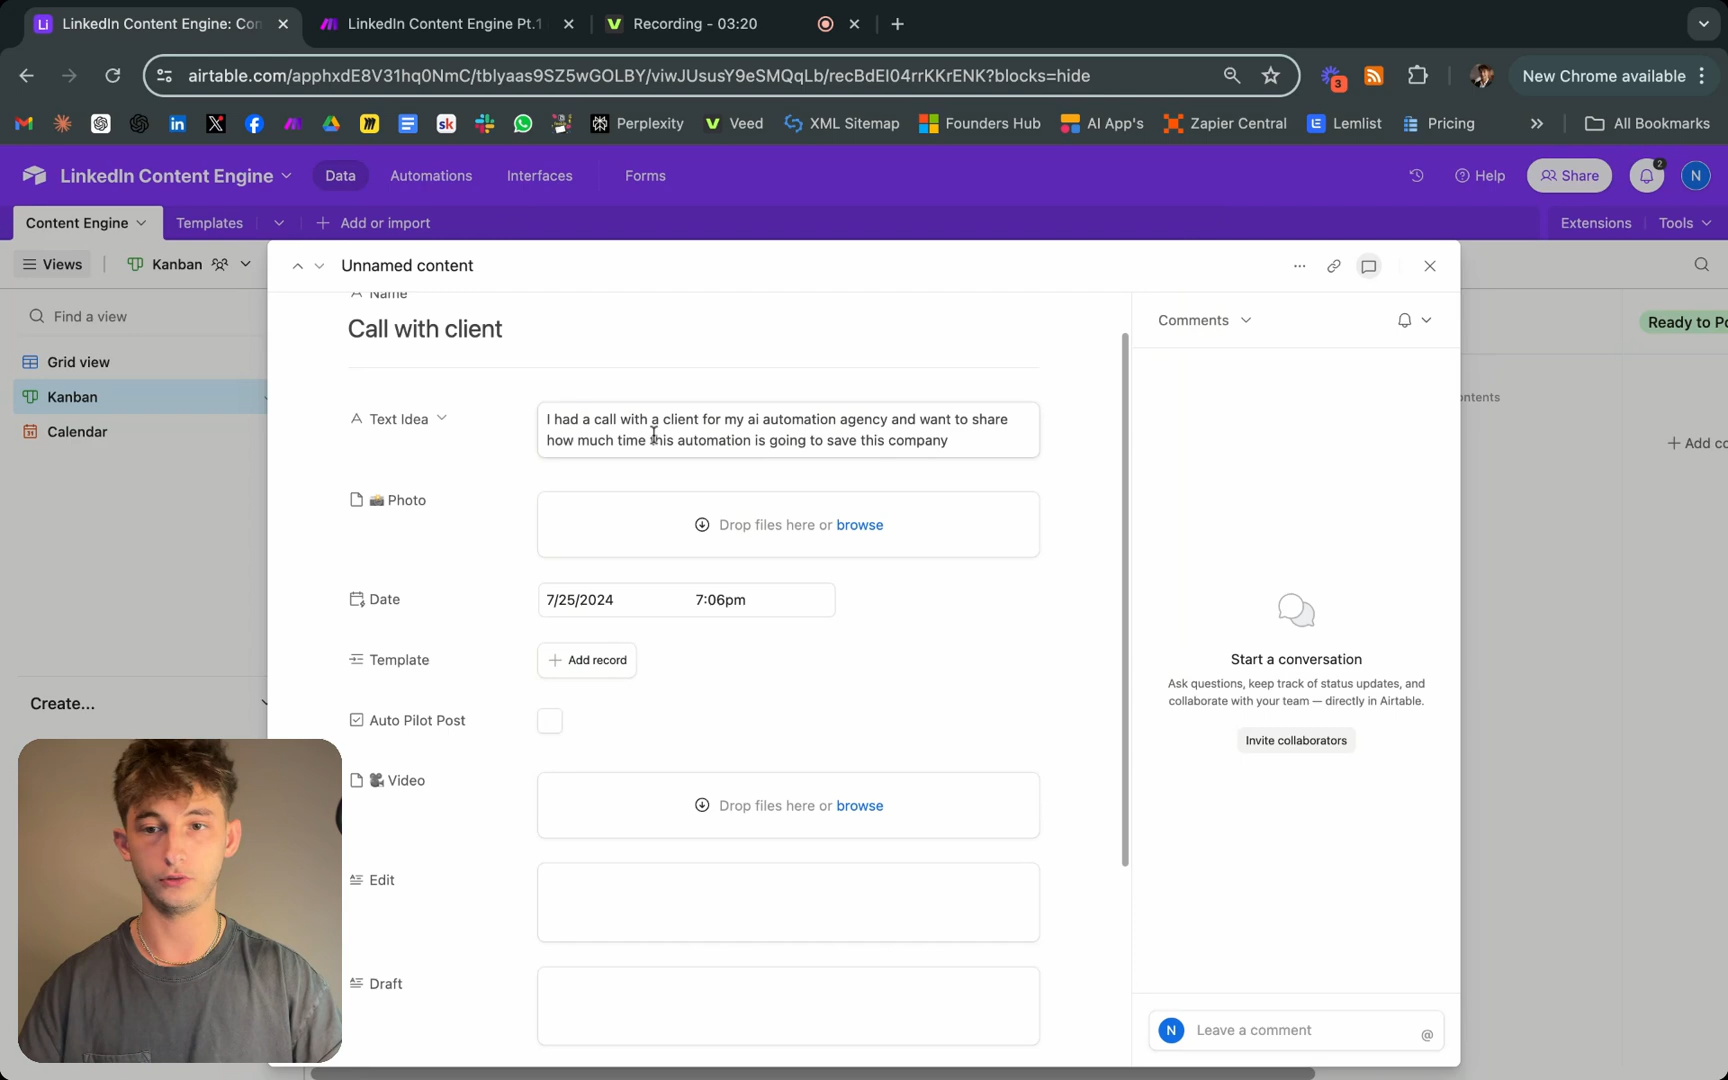 LinkedIn Content Engine: Con
LinkedIn Content Engine Pt.1
Recording - 03:20
airtable.com/apphxdE8V31hq0NmC/tblyaas9SZ5wGOLBY/viwJUsusY9eSMQqLb/recBdEI04rrKKrENK?blocks=hide
3
New Chrome available
Perplexity
Veed
XML Sitemap
Founders Hub
AI App's
Zapier Central
Lemlist
Pricing
All Bookmarks
LinkedIn Content Engine
Data
Automations
Interfaces
Forms
Help
Share
2
N
Content Engine
Templates
Add or import
Extensions
Tools
Views
Kanban
Find a view
Grid view
Kanban
Calendar
Create...
Unnamed content
Name
Call with client
Text Idea
I had a call with a client for my ai automation agency and want to share
how much time this automation is going to save this company
Photo
Drop files here or browse
Date
7/25/2024
7:06pm
Template
Add record
Auto Pilot Post
Video
Drop files here or browse
Edit
Draft
Comments
Start a conversation
Ask questions, keep track of status updates, and
collaborate with your team — directly in Airtable.
Invite collaborators
N
Leave a comment
@
Ready to Po
ontents
+ Add co